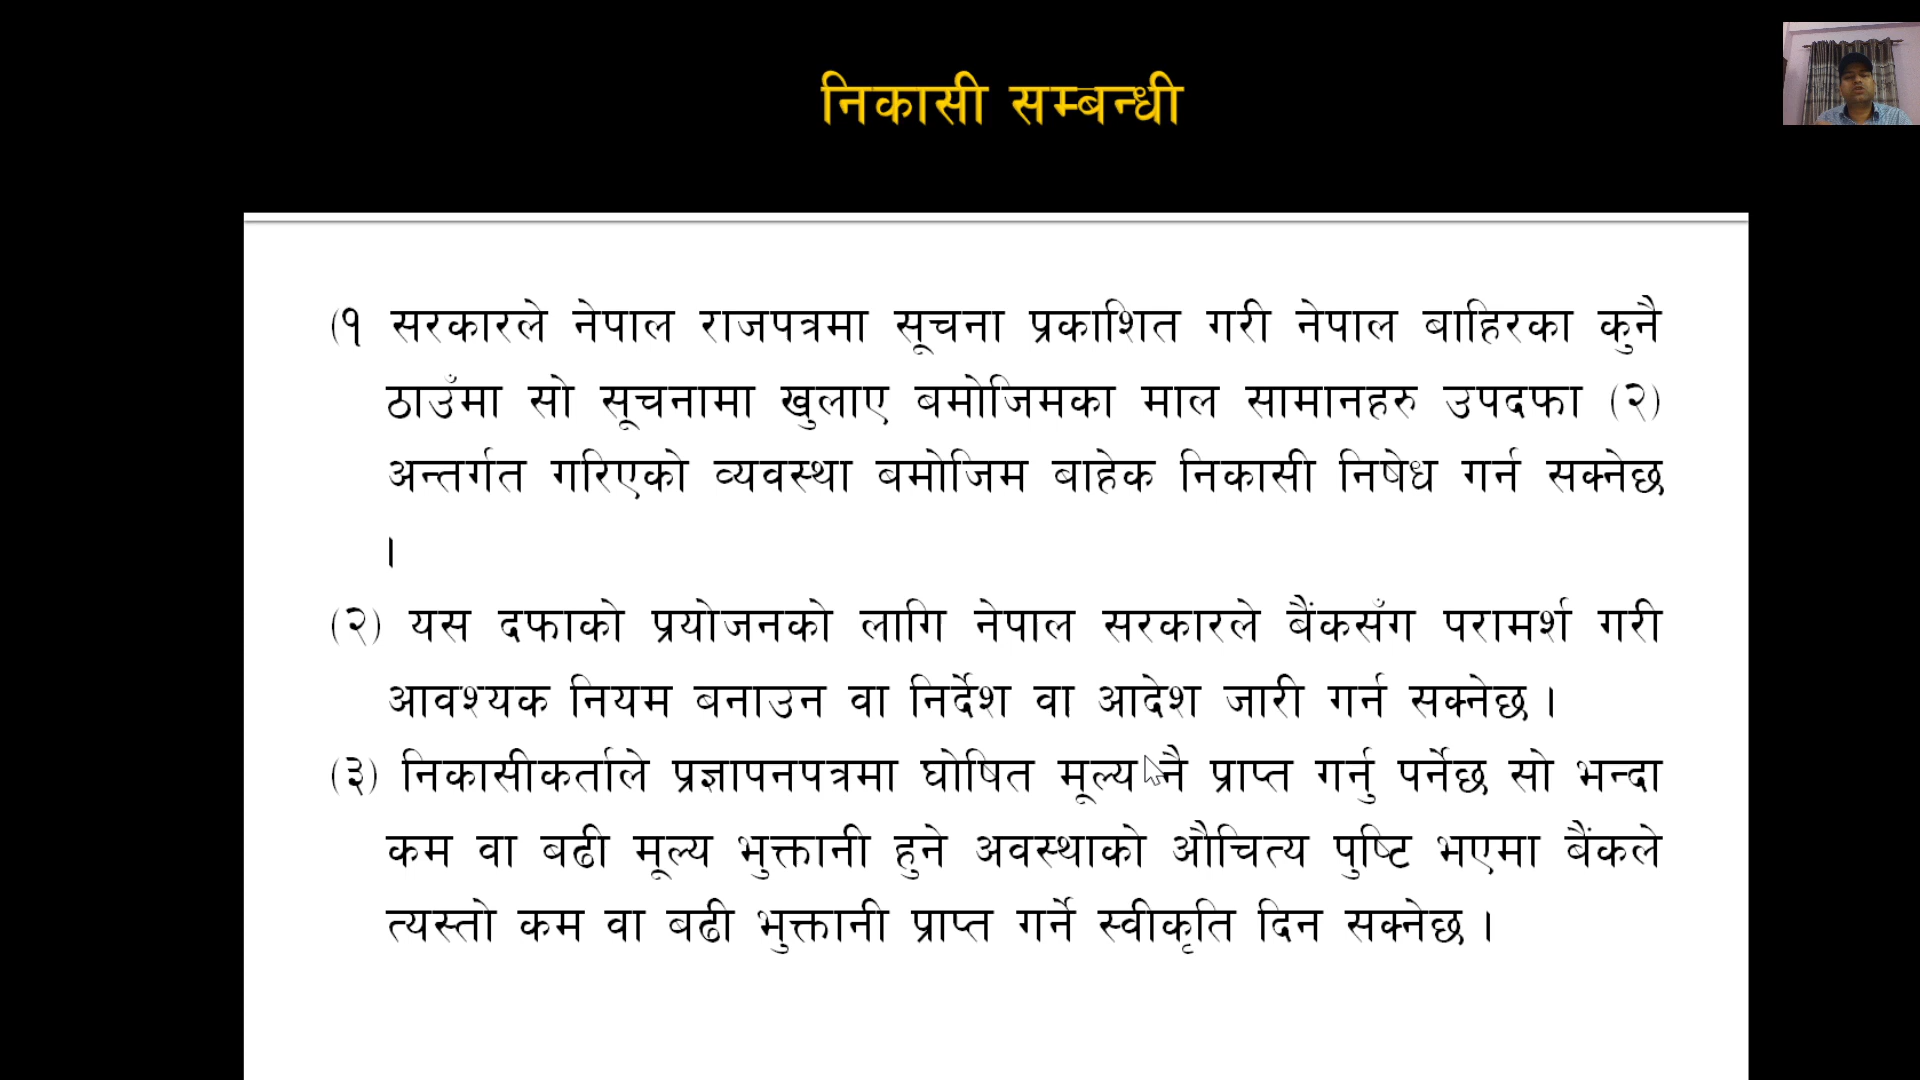 निकासी सम्बन्धी
(१ सरकारले नेपाल राजपत्रमा सूचना प्रकाशित गरी नेपाल बाहिरका कुनै
ठाउँमा सो सूचनामा खुलाए बमोजिमका माल सामानहरु उपदफा (२)
अन्तर्गत गरिएको व्यवस्था बमोजिम बाहेक निकासी निषेध गर्न सक्नेछ
।
(२) यस दफाको प्रयोजनको लागि नेपाल सरकारले बैंकसँग परामर्श गरी
आवश्यक नियम बनाउन वा निर्देश वा आदेश जारी गर्न सक्नेछ ।
(३) निकासीकर्ताले प्रज्ञापनपत्रमा घोषित मूल्य नै प्राप्त गर्नु पर्नेछ सो भन्दा
कम वा बढी मूल्य भुक्तानी हुने अवस्थाको औचित्य पुष्टि भएमा बैंकले
त्यस्तो कम वा बढी भुक्तानी प्राप्त गर्ने स्वीकृति दिन सक्नेछ ।